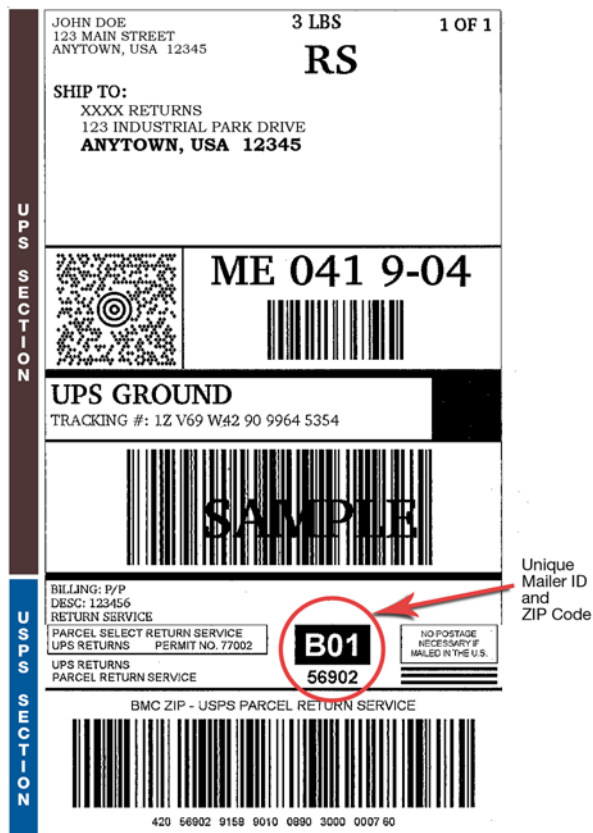 JOHN DOE
123 MAIN STREET
ANYTOWN, USA 12345
3 LBS
1 OF 1
RS
SHIP TO:
XXXX RETURNS
123 INDUSTRIAL PARK DRIVE
ANYTOWN, USA 12345
UPS SECTION
ME 041 9-04
UPS GROUND
TRACKING #: 1Z V69 W42 90 9964 5354
SAMPLE
BILLING: P/P
DESC: 123456
RETURN SERVICE
PARCEL SELECT RETURN SERVICE
UPS RETURNS PERMIT NO. 77002
UPS RETURNS
PARCEL RETURN SERVICE
B01
56902
NO POSTAGE
NECESSARY IF
MAILED IN THE U.S.
Unique
Mailer ID
and
ZIP Code
USPS SECTION
BMC ZIP - USPS PARCEL RETURN SERVICE
420 56902 9158 9010 0890 3000 0007 60